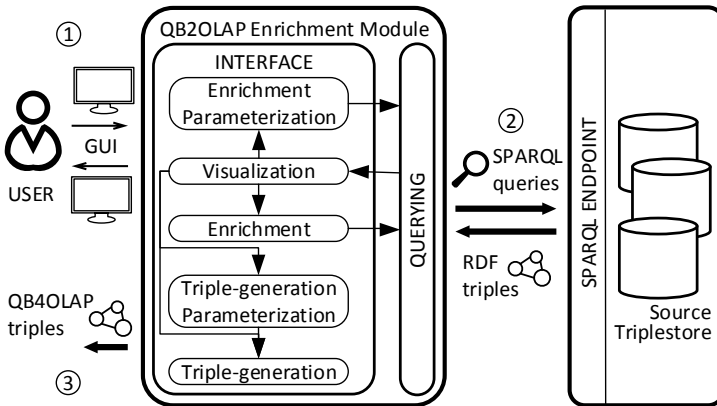 ①
GUI
USER
QB4OLAP
triples
③
QB2OLAP Enrichment Module
INTERFACE
Enrichment
Parameterization
Visualization
Enrichment
Triple-generation
Parameterization
Triple-generation
QUERYING
②
SPARQL
queries
RDF
triples
SPARQL ENDPOINT
Source
Triplestore